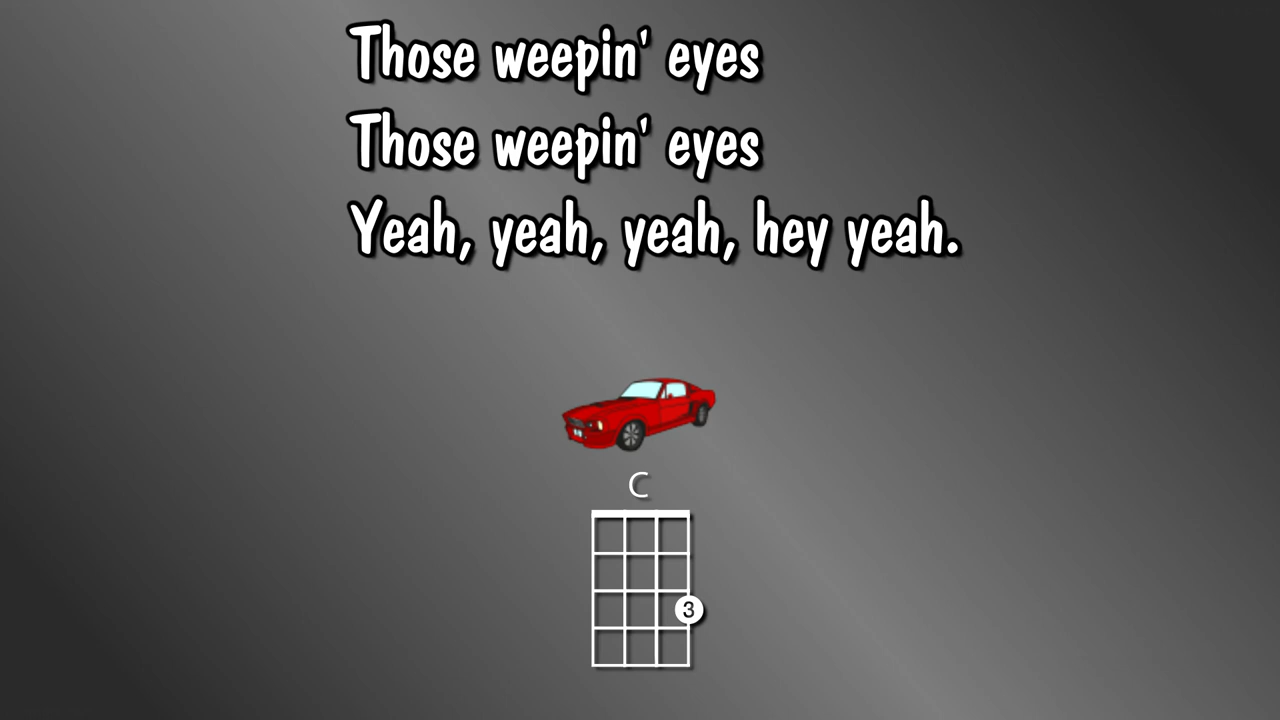 Those weepin' eyes
Those weepin' eyes
Yeah, yeah, yeah, hey yeah.
C
3